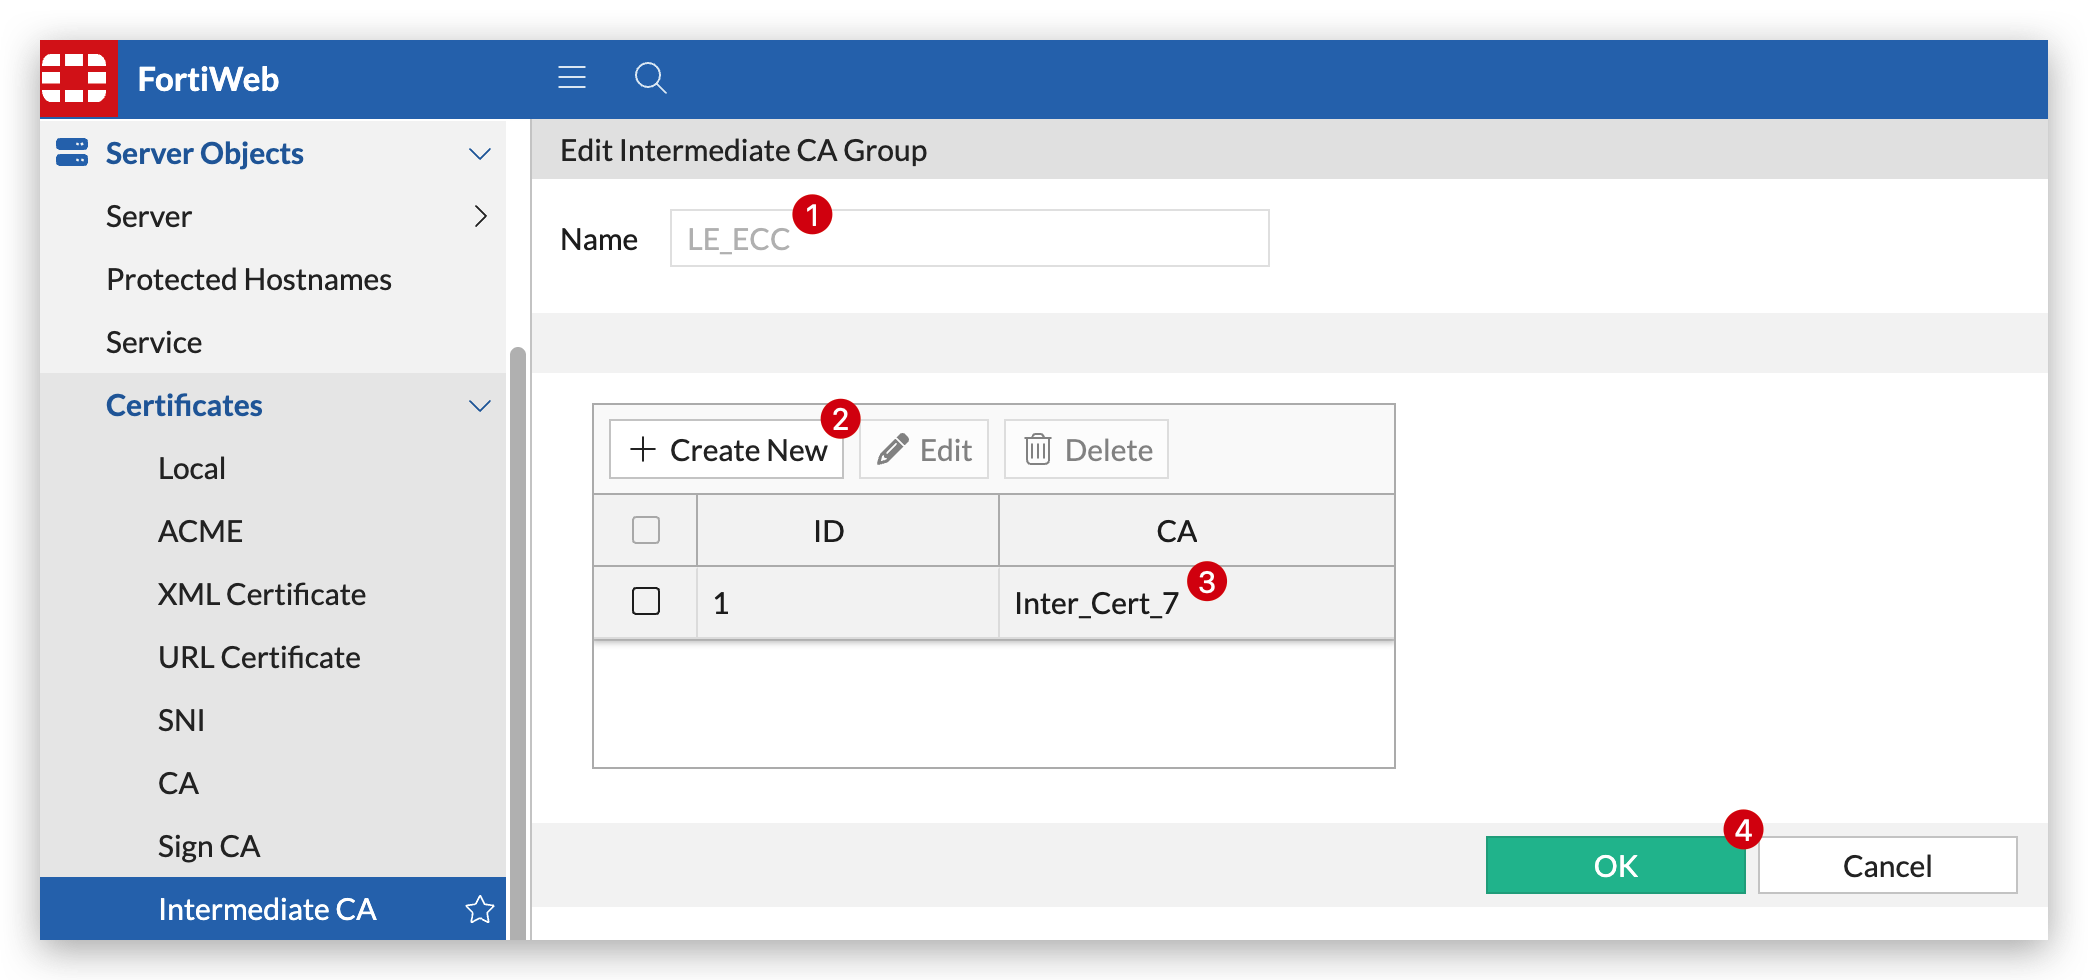 FortiWeb
Server Objects
Server
Protected Hostnames
Service
Certificates
Local
ACME
XML Certificate
URL Certificate
SNI
CA
Sign CA
Intermediate CA
Edit Intermediate CA Group
Name LE_ECC 1
Create New 2 Edit Delete
ID CA
1 Inter_Cert_7 3
OK 4 Cancel